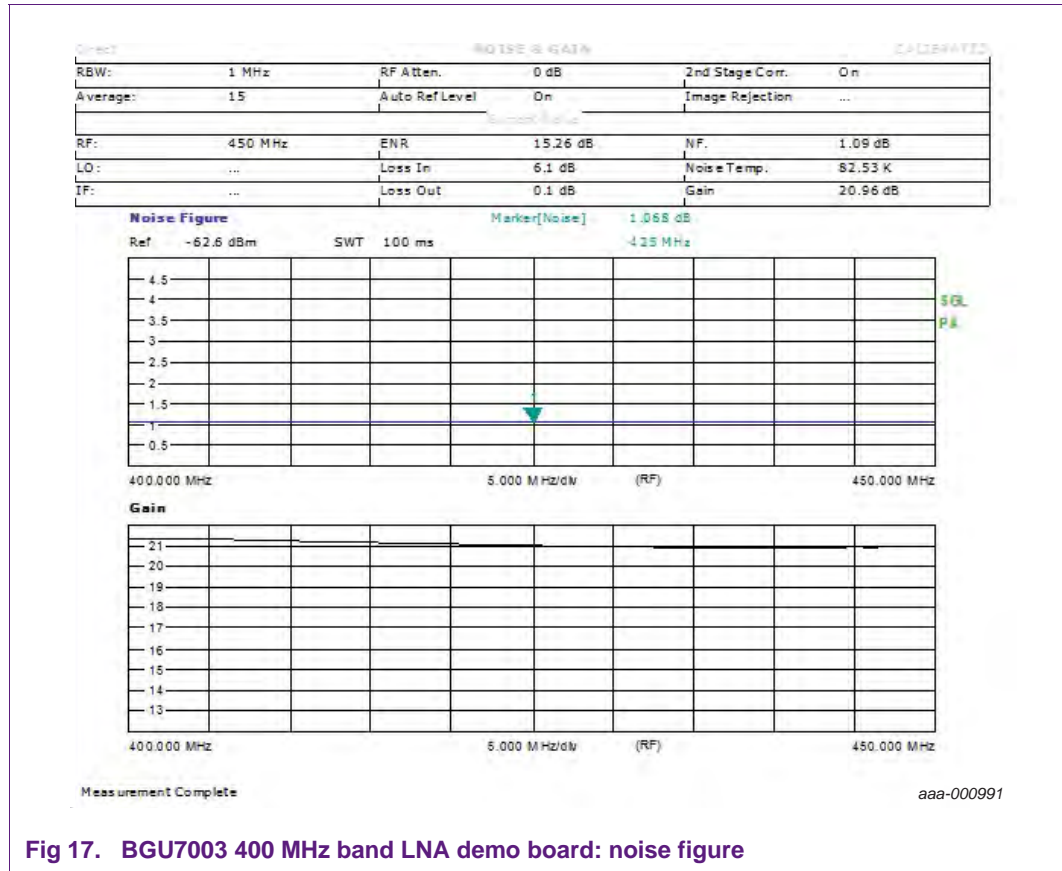 Direct NOISE & GAIN CALIBRATED
RBW: 1 MHz RF Atten. 0 dB 2nd Stage Corr. On
Average: 15 Auto Ref Level On Image Rejection ...
RF: 450 MHz ENR 15.26 dB NF. 1.09 dB
LO: ... Loss In 6.1 dB Noise Temp. 82.53 K
IF: ... Loss Out 0.1 dB Gain 20.96 dB
Noise Figure Marker[Noise] 1.068 dB
Ref -62.6 dBm SWT 100 ms 425 MHz
4.5
4
3.5
3
2.5
2
1.5
1
0.5
SGL
PA
400.000 MHz 5.000 MHz/div (RF) 450.000 MHz
Gain
21
20
19
18
17
16
15
14
13
400.000 MHz 5.000 MHz/div (RF) 450.000 MHz
Measurement Complete
aaa-000991
Fig 17. BGU7003 400 MHz band LNA demo board: noise figure